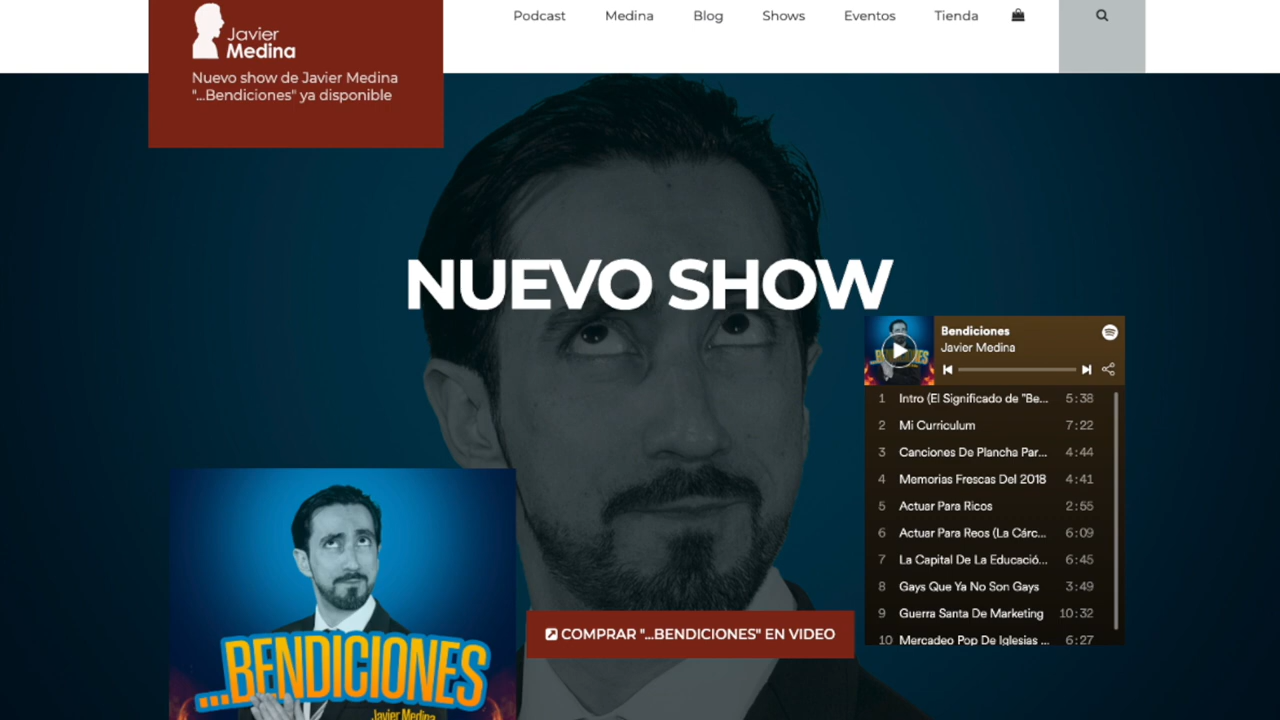 Javier
Medina
Nuevo show de Javier Medina
"...Bendiciones" ya disponible
Podcast
Medina
Blog
Shows
Eventos
Tienda
NUEVO SHOW
Bendiciones
Javier Medina
1 Intro (El Significado de "Be... 5:38
2 Mi Curriculum 7:22
3 Canciones De Plancha Par... 4:44
4 Memorias Frescas Del 2018 4:41
5 Actuar Para Ricos 2:55
6 Actuar Para Reos (La Cárc... 6:09
7 La Capital De La Educació... 6:45
8 Gays Que Ya No Son Gays 3:49
9 Guerra Santa De Marketing 10:32
10 Mercadeo Pop De Iglesias ... 6:27
...BENDICIONES
Javier Medina
COMPRAR "...BENDICIONES" EN VIDEO